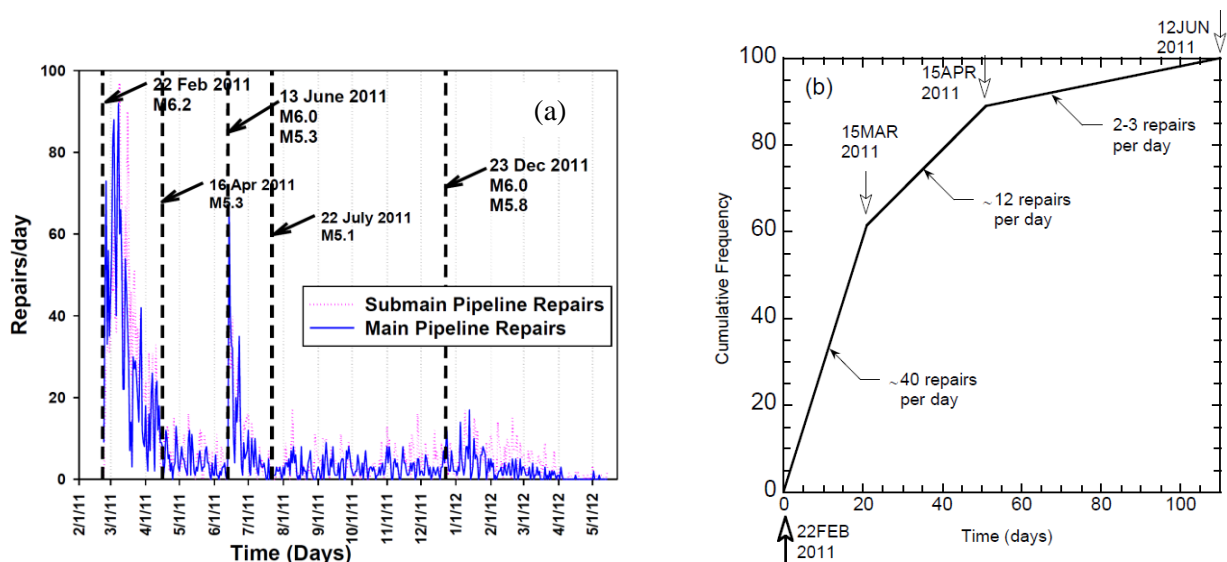 100
80
60
40
20
0
Repairs/day
22 Feb 2011
M6.2
13 June 2011
M6.0
M5.3
(a)
16 Apr 2011
M5.3
22 July 2011
M5.1
23 Dec 2011
M6.0
M5.8
Submain Pipeline Repairs
Main Pipeline Repairs
2/1/11
3/1/11
4/1/11
5/1/11
6/1/11
7/1/11
8/1/11
9/1/11
10/1/11
11/1/11
12/1/11
1/1/12
2/1/12
3/1/12
4/1/12
5/1/12
Time (Days)
(b)
15MAR
2011
15APR
2011
12JUN
2011
2-3 repairs
per day
~12 repairs
per day
~40 repairs
per day
Cumulative Frequency
100
80
60
40
20
0
0
20
40
60
80
100
Time (days)
22FEB
2011